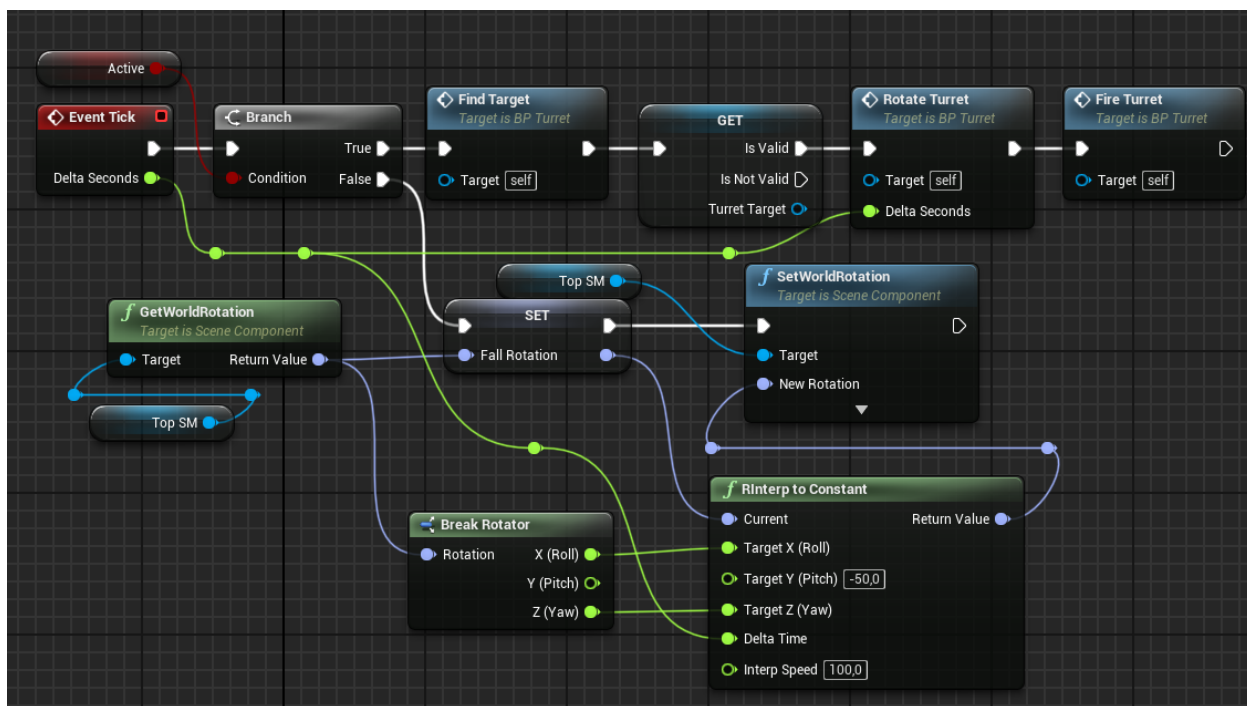 Active
Event Tick
Delta Seconds
Branch
True
Condition
False
Find Target
Target is BP Turret
Target self
GET
Is Valid
Is Not Valid
Turret Target
Rotate Turret
Target is BP Turret
Target self
Delta Seconds
Fire Turret
Target is BP Turret
Target self
GetWorldRotation
Target is Scene Component
Target Return Value
Top SM
Top SM
SET
Fall Rotation
SetWorldRotation
Target is Scene Component
Target
New Rotation
Break Rotator
Rotation X (Roll)
Y (Pitch)
Z (Yaw)
RInterp to Constant
Current Return Value
Target X (Roll)
Target Y (Pitch) -50,0
Target Z (Yaw)
Delta Time
Interp Speed 100,0